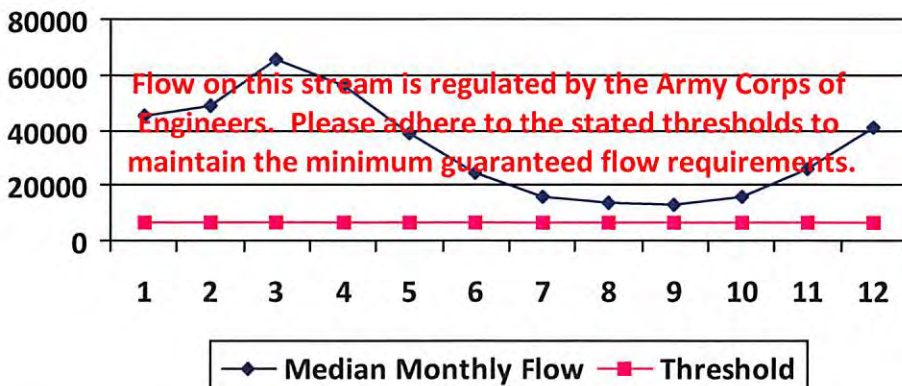 80000
60000
40000
20000
0
Flow on this stream is regulated by the Army Corps of
Engineers. Please adhere to the stated thresholds to
maintain the minimum guaranteed flow requirements.
1 2 3 4 5 6 7 8 9 10 11 12
Median Monthly Flow Threshold